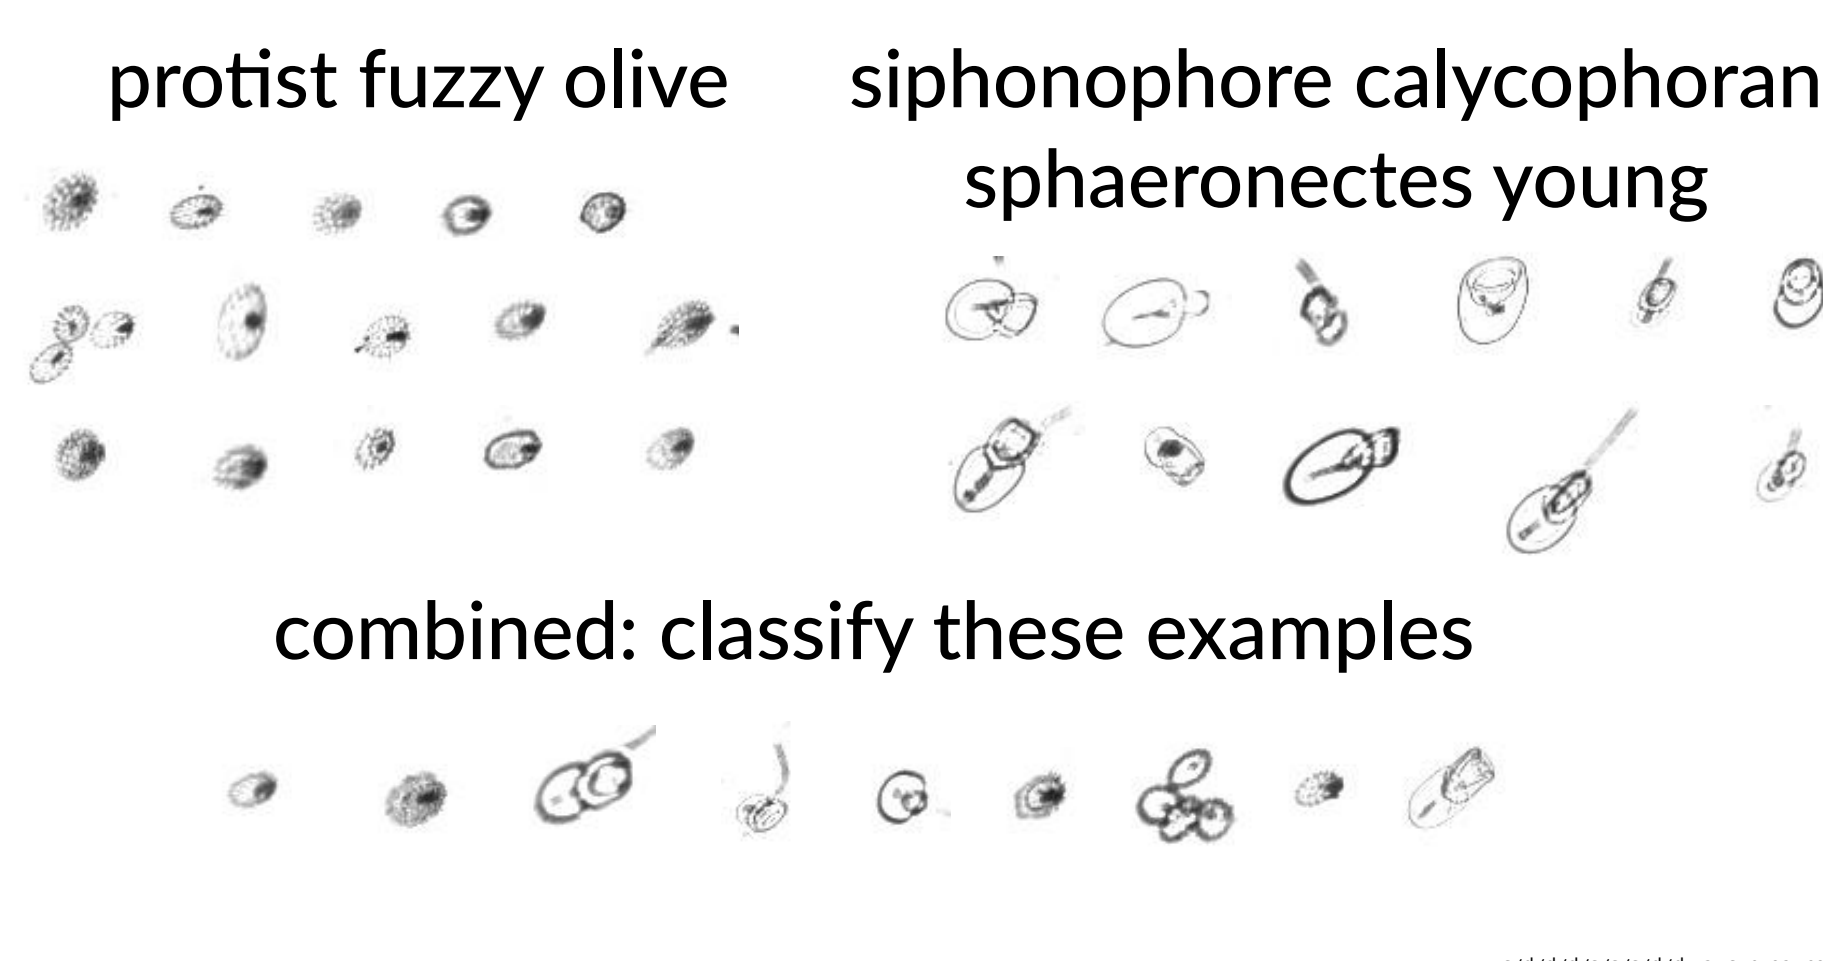 protist fuzzy olive
siphonophore calycophoran
sphaeronectes young
combined: classify these examples